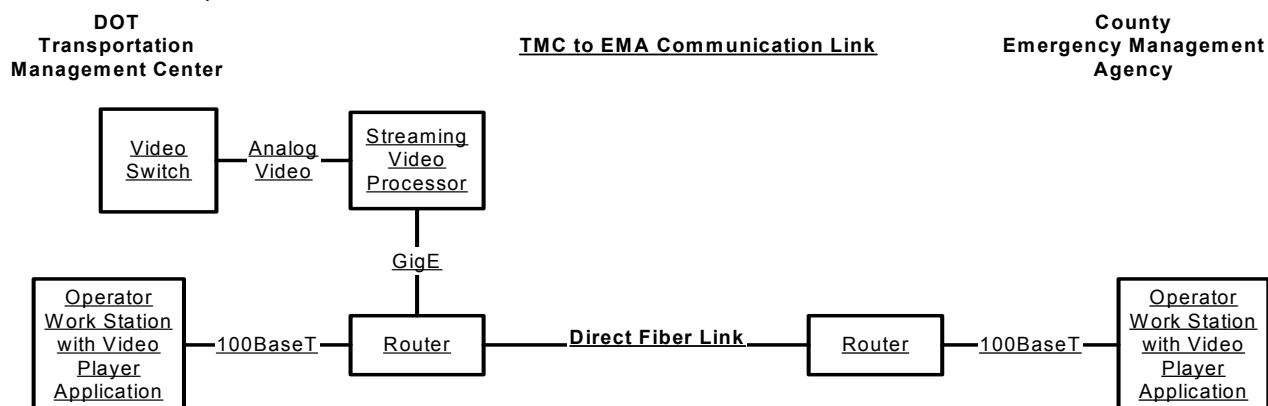 DOT
Transportation
Management Center
TMC to EMA Communication Link
County
Emergency Management
Agency
Video
Switch
Analog
Video
Streaming
Video
Processor
GigE
Operator
Work Station
with Video
Player
Application
100BaseT
Router
Direct Fiber Link
Router
100BaseT
Operator
Work Station
with Video
Player
Application